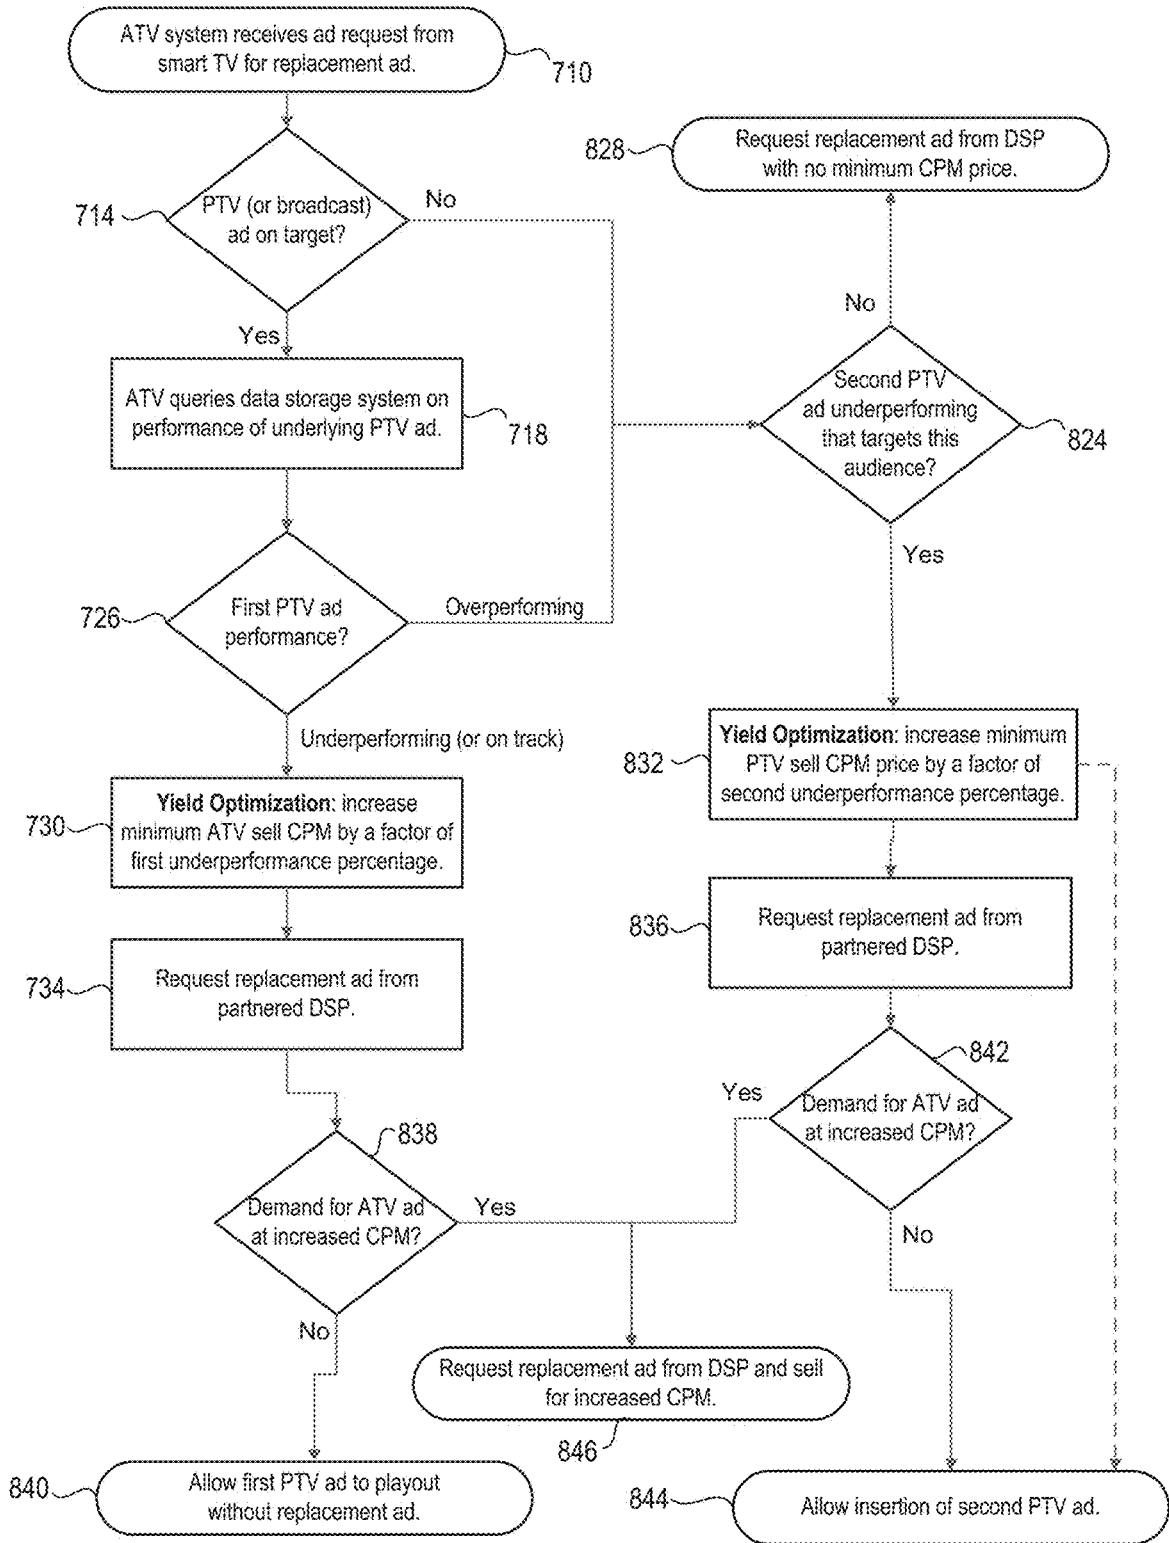 ATV system receives ad request from
smart TV for replacement ad.
710
PTV (or broadcast)
ad on target?
714
No
Yes
ATV queries data storage system on
performance of underlying PTV ad.
718
First PTV ad
performance?
726
Overperforming
Underperforming (or on track)
Yield Optimization: increase
minimum ATV sell CPM by a factor of
first underperformance percentage.
730
Request replacement ad from
partnered DSP.
734
Demand for ATV ad
at increased CPM?
838
Yes
No
Allow first PTV ad to playout
without replacement ad.
840
Request replacement ad from DSP
with no minimum CPM price.
828
No
Second PTV
ad underperforming
that targets this
audience?
824
Yes
Yield Optimization: increase minimum
PTV sell CPM price by a factor of
second underperformance percentage.
832
Request replacement ad from
partnered DSP.
836
Demand for ATV ad
at increased CPM?
842
Yes
No
Request replacement ad from DSP and sell
for increased CPM.
846
Allow insertion of second PTV ad.
844